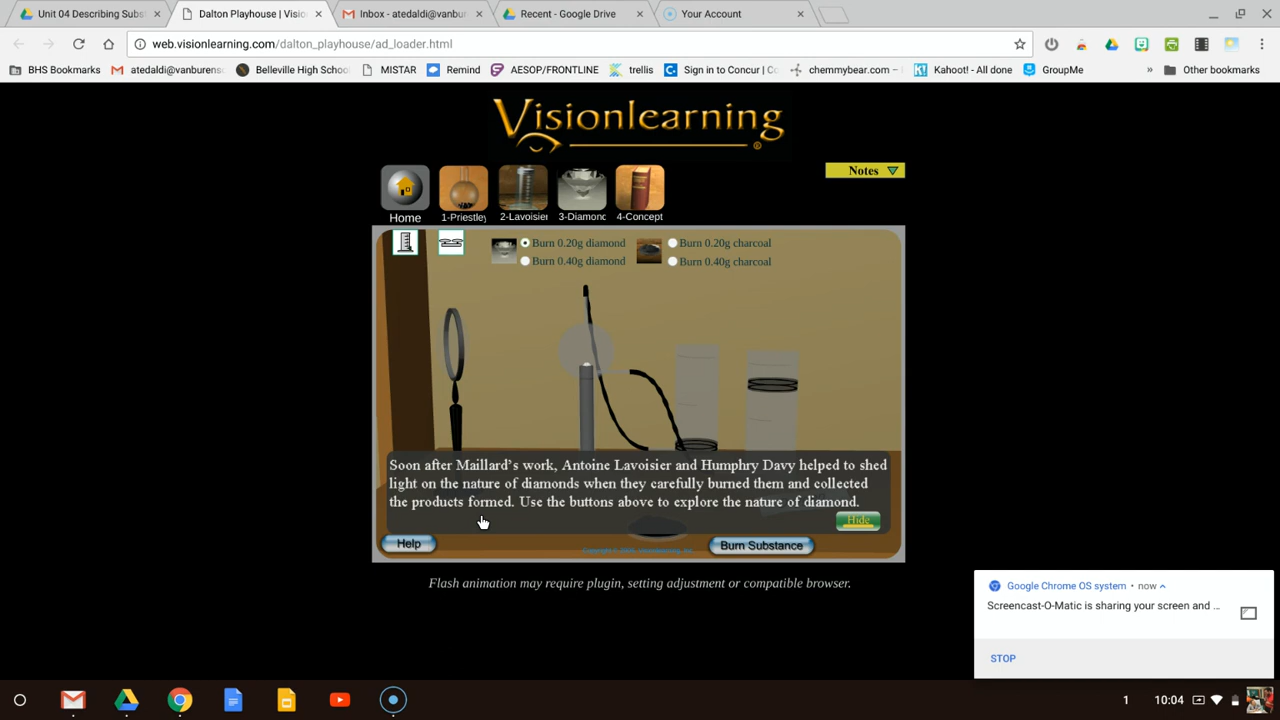 Unit 04 Describing Subs
Dalton Playhouse | Visio
Inbox - atedaldi@vanbur
Recent - Google Drive
Your Account
web.visionlearning.com/dalton_playhouse/ad_loader.html
BHS Bookmarks
atedaldi@vanburens
Belleville High Schoo
MISTAR
Remind
AESOP/FRONTLINE
trellis
Sign in to Concur | Co
chemmybear.com –
Kahoot! - All done
GroupMe
»
Other bookmarks
Visionlearning ®
Notes
Home
1-Priestley
2-Lavoisier
3-Diamond
4-Concept
Burn 0.20g diamond
Burn 0.20g charcoal
Burn 0.40g diamond
Burn 0.40g charcoal
Soon after Maillard's work, Antoine Lavoisier and Humphry Davy helped to shed
light on the nature of diamonds when they carefully burned them and collected
the products formed. Use the buttons above to explore the nature of diamond.
Hide
Help
Burn Substance
Flash animation may require plugin, setting adjustment or compatible browser.
Google Chrome OS system • now
Screencast-O-Matic is sharing your screen and ...
STOP
1
10:04